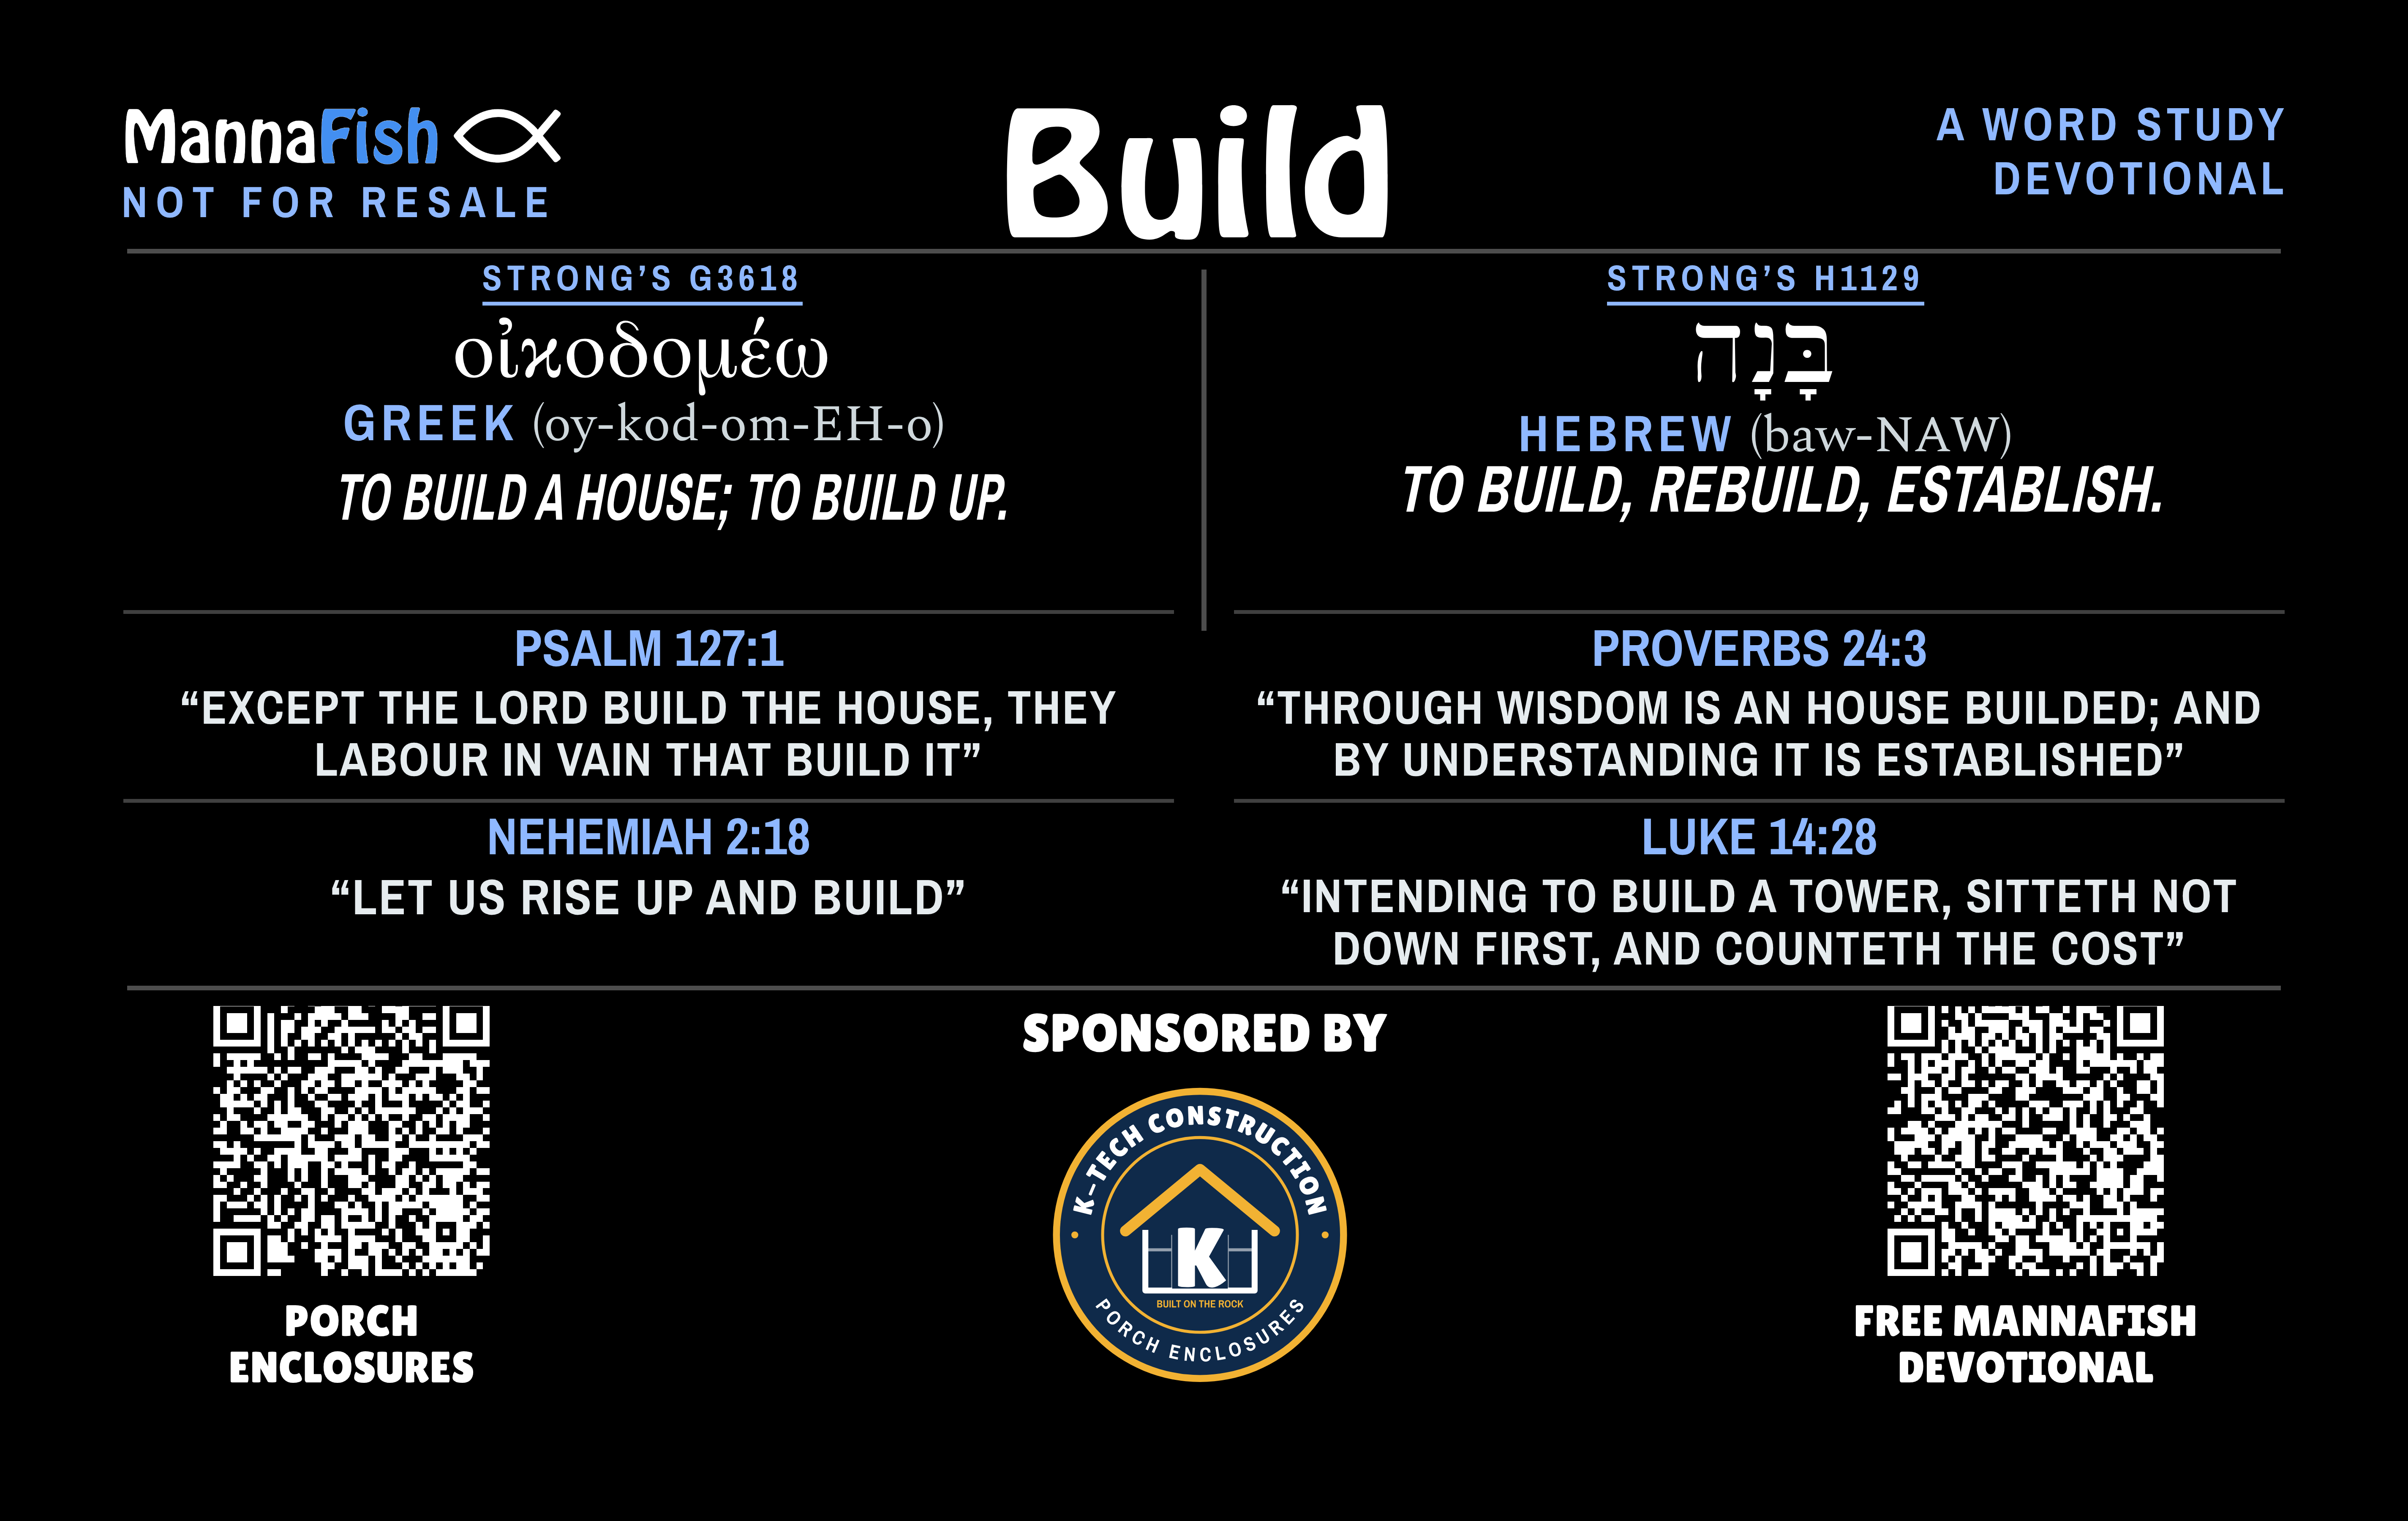 MannaFish
NOT FOR RESALE
Build
A WORD STUDY
DEVOTIONAL
STRONG’S G3618
οἰκοδομέω
GREEK (oy-kod-om-EH-o)
TO BUILD A HOUSE; TO BUILD UP.
STRONG’S H1129
בָּנָה
HEBREW (baw-NAW)
TO BUILD, REBUILD, ESTABLISH.
PSALM 127:1
“EXCEPT THE LORD BUILD THE HOUSE, THEY
LABOUR IN VAIN THAT BUILD IT”
PROVERBS 24:3
“THROUGH WISDOM IS AN HOUSE BUILDED; AND
BY UNDERSTANDING IT IS ESTABLISHED”
NEHEMIAH 2:18
“LET US RISE UP AND BUILD”
LUKE 14:28
“INTENDING TO BUILD A TOWER, SITTETH NOT
DOWN FIRST, AND COUNTETH THE COST”
PORCH
ENCLOSURES
SPONSORED BY
K-TECH CONSTRUCTION
K
BUILT ON THE ROCK
PORCH ENCLOSURES
FREE MANNAFISH
DEVOTIONAL